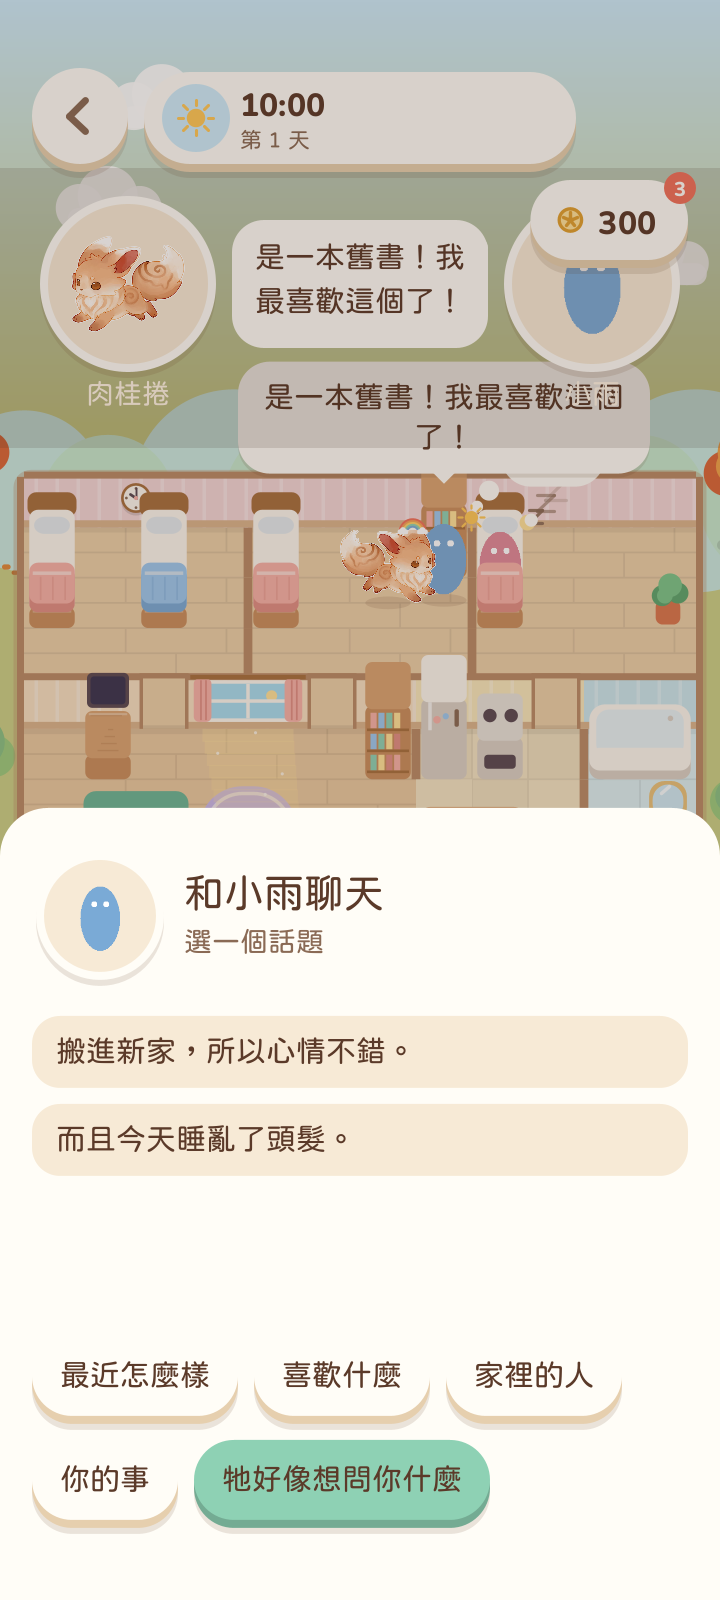 10:00
第 1 天
3
300
是一本舊書！我
最喜歡這個了！
肉桂捲
是一本舊書！我最喜歡這個
了！
和小雨聊天
選一個話題
搬進新家，所以心情不錯。
而且今天睡亂了頭髮。
最近怎麼樣
喜歡什麼
家裡的人
你的事
牠好像想問你什麼